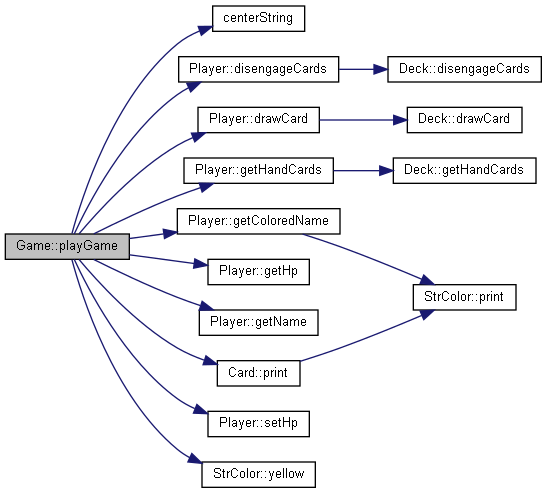 centerString
Player::disengageCards
Deck::disengageCards
Player::drawCard
Deck::drawCard
Player::getHandCards
Deck::getHandCards
Player::getColoredName
Game::playGame
Player::getHp
StrColor::print
Player::getName
Card::print
Player::setHp
StrColor::yellow